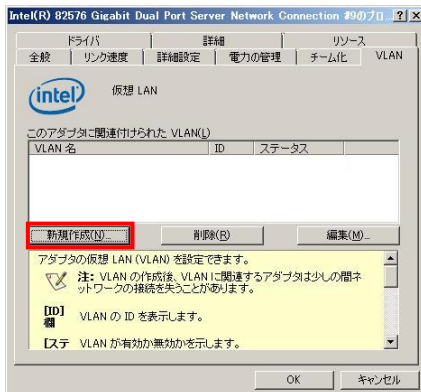 Intel(R) 82576 Gigabit Dual Port Server Network Connection #9のプロ...
ドライバ 詳細 リソース
全般 リンク速度 詳細設定 電力の管理 チーム化 VLAN
intel 仮想 LAN
このアダプタに関連付けられた VLAN(L)
VLAN 名 ID ステータス
新規作成(N)... 削除(R) 編集(M)...
アダプタの仮想 LAN (VLAN) を設定できます。
注: VLAN の作成後、VLAN に関連するアダプタは少しの間ネ
ットワークの接続を失うことがあります。
[ID]
欄 VLAN の ID を表示します。
[ステ VLAN が有効か無効かを示しま す。
OK キャンセル